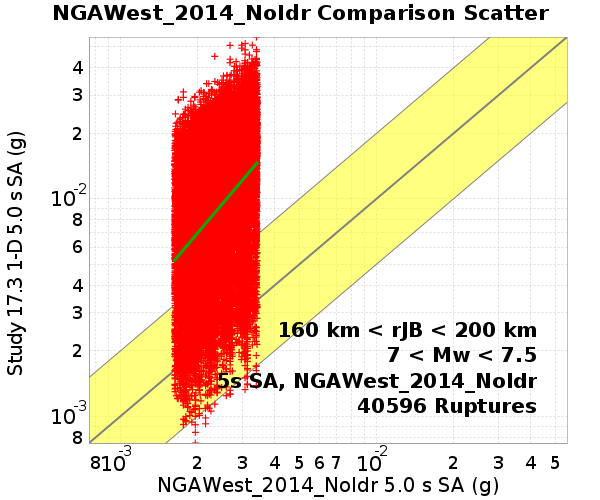 NGAWest_2014_NoIdr Comparison Scatter
Study 17.3 1-D 5.0 s SA (g)
4
3
2
10-2
8
6
4
3
2
10-3
8
160 km < rJB < 200 km
7 < Mw < 7.5
5s SA, NGAWest_2014_NoIdr
40596 Ruptures
8 10-3 2 3 4 5 6 7 10-2 2 3 4 5
NGAWest_2014_NoIdr 5.0 s SA (g)